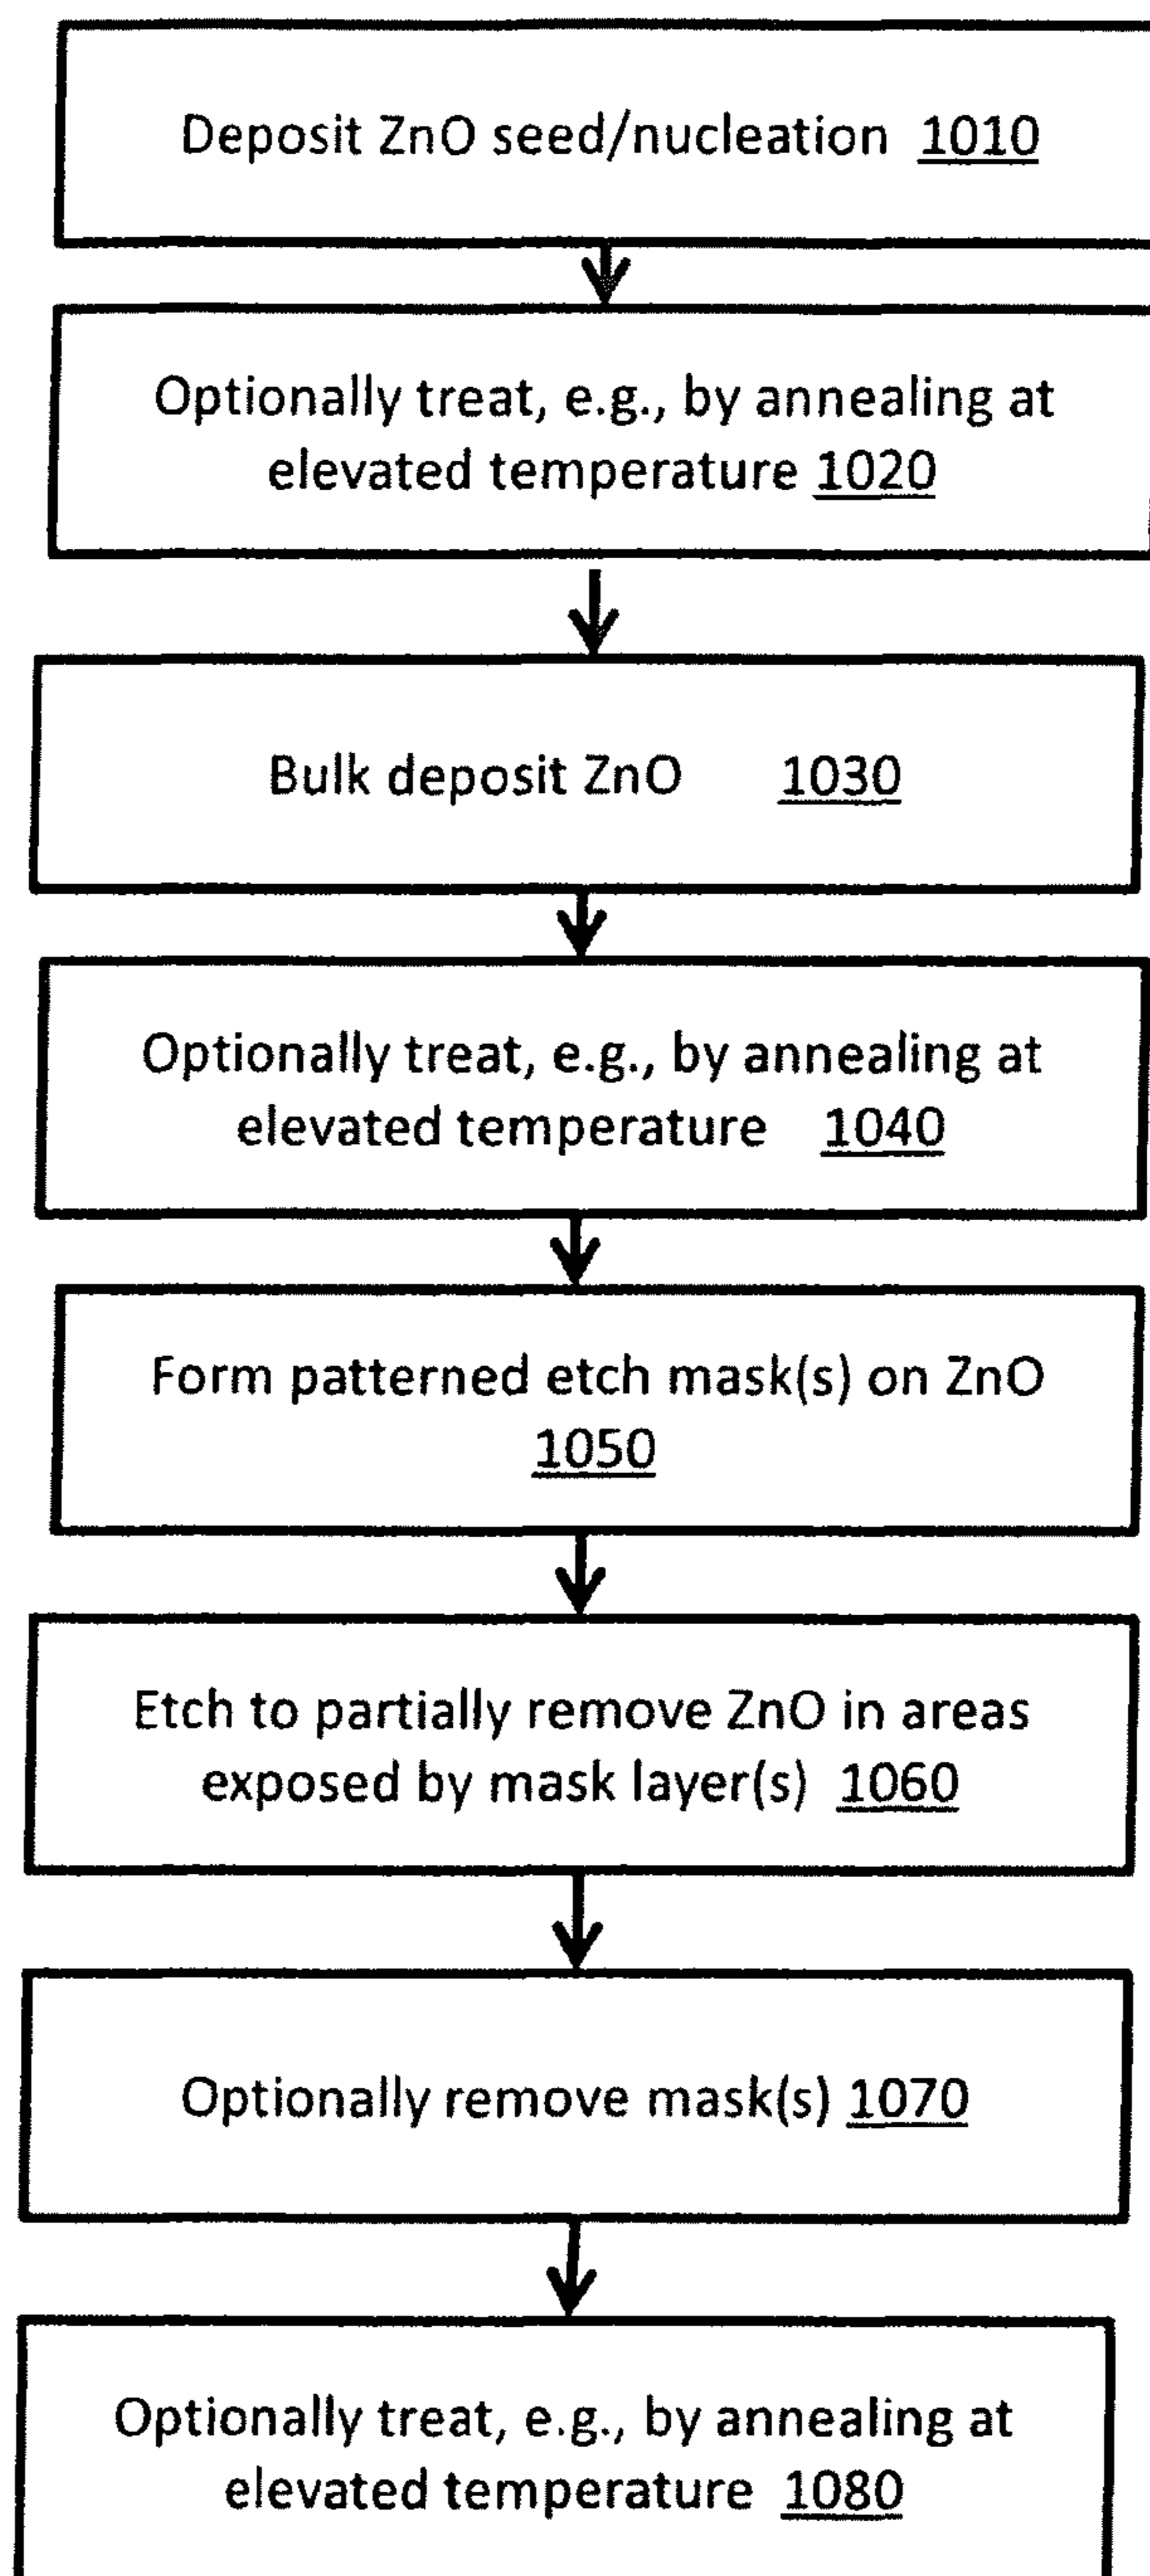 Deposit ZnO seed/nucleation 1010
Optionally treat, e.g., by annealing at
elevated temperature 1020
Bulk deposit ZnO 1030
Optionally treat, e.g., by annealing at
elevated temperature 1040
Form patterned etch mask(s) on ZnO
1050
Etch to partially remove ZnO in areas
exposed by mask layer(s) 1060
Optionally remove mask(s) 1070
Optionally treat, e.g., by annealing at
elevated temperature 1080